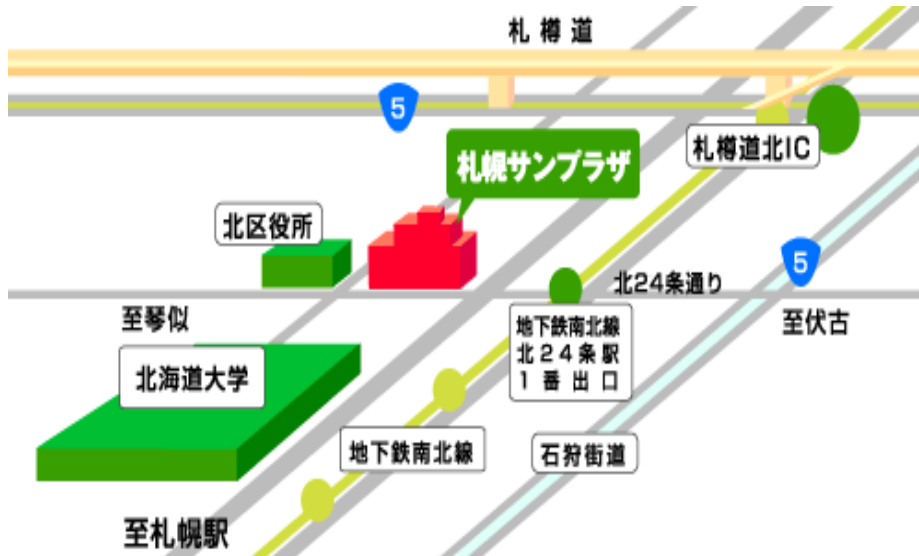 札樽道
5
札幌サンプラザ
札樽道北IC
北区役所
5
北24条通り
至琴似
地下鉄南北線
北24条駅
1番出口
至伏古
北海道大学
地下鉄南北線
石狩街道
至札幌駅